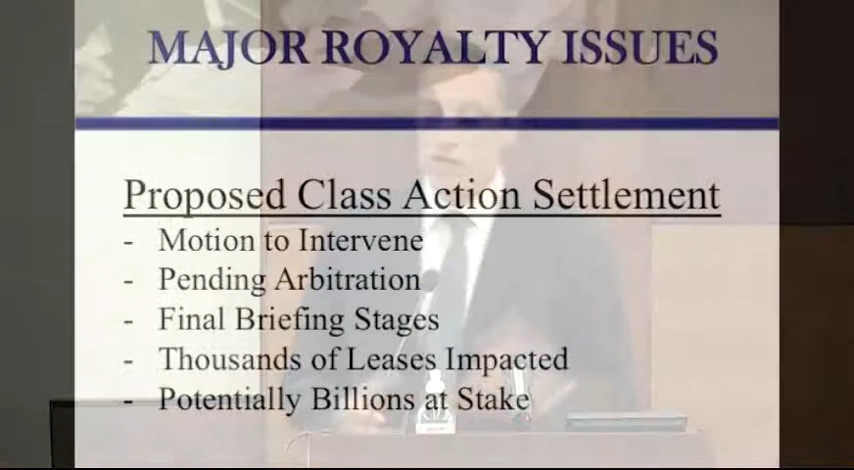 MAJOR ROYALTY ISSUES
Proposed Class Action Settlement
- Motion to Intervene
- Pending Arbitration
- Final Briefing Stages
- Thousands of Leases Impacted
- Potentially Billions at Stake